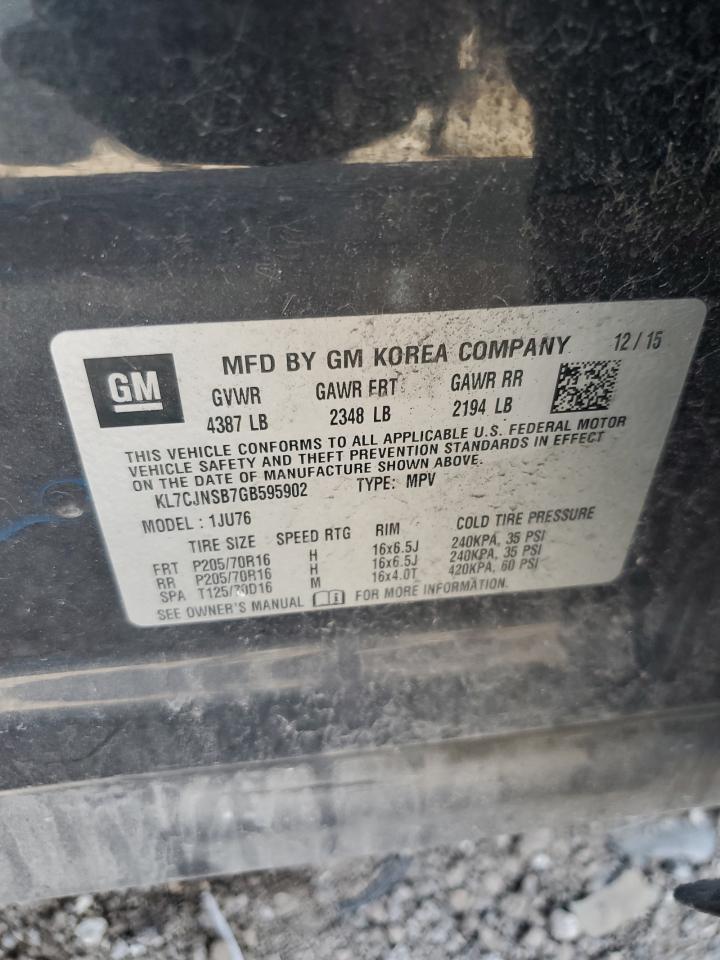 GM
MFD BY GM KOREA COMPANY 12/15
GVWR GAWR FRT GAWR RR
4387 LB 2348 LB 2194 LB
THIS VEHICLE CONFORMS TO ALL APPLICABLE U.S. FEDERAL MOTOR
VEHICLE SAFETY AND THEFT PREVENTION STANDARDS IN EFFECT
ON THE DATE OF MANUFACTURE SHOWN ABOVE.
KL7CJNSB7GB595902 TYPE: MPV
MODEL : 1JU76
TIRE SIZE SPEED RTG RIM COLD TIRE PRESSURE
FRT P205/70R16 H 16x6.5J 240KPA, 35 PSI
RR P205/70R16 H 16x6.5J 240KPA, 35 PSI
SPA T125/70D16 M 16x4.0T 420KPA, 60 PSI
SEE OWNER'S MANUAL FOR MORE INFORMATION.